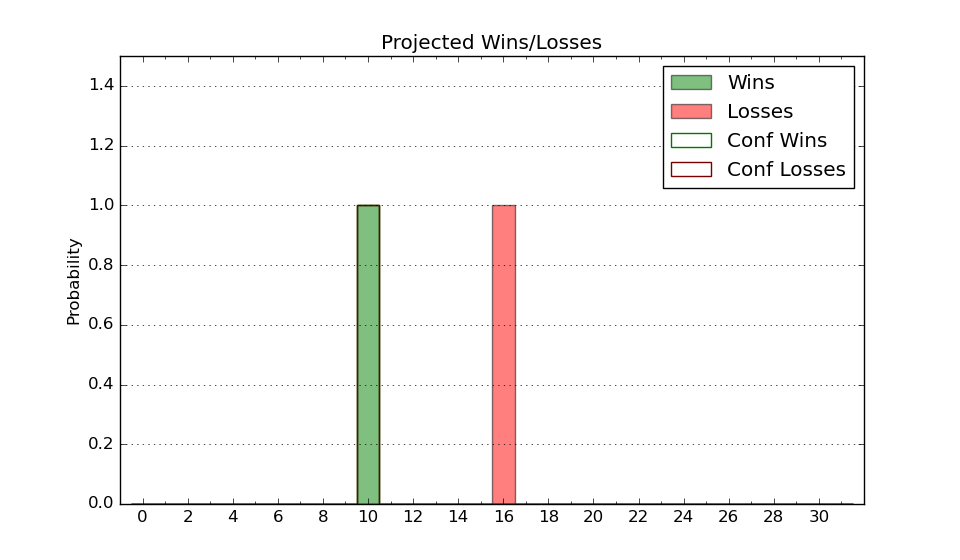 Projected Wins/Losses
1.4
1.2
1.0
0.8
0.6
0.4
0.2
0.0
Probability
Wins
Losses
Conf Wins
Conf Losses
0 2 4 6 8 10 12 14 16 18 20 22 24 26 28 30